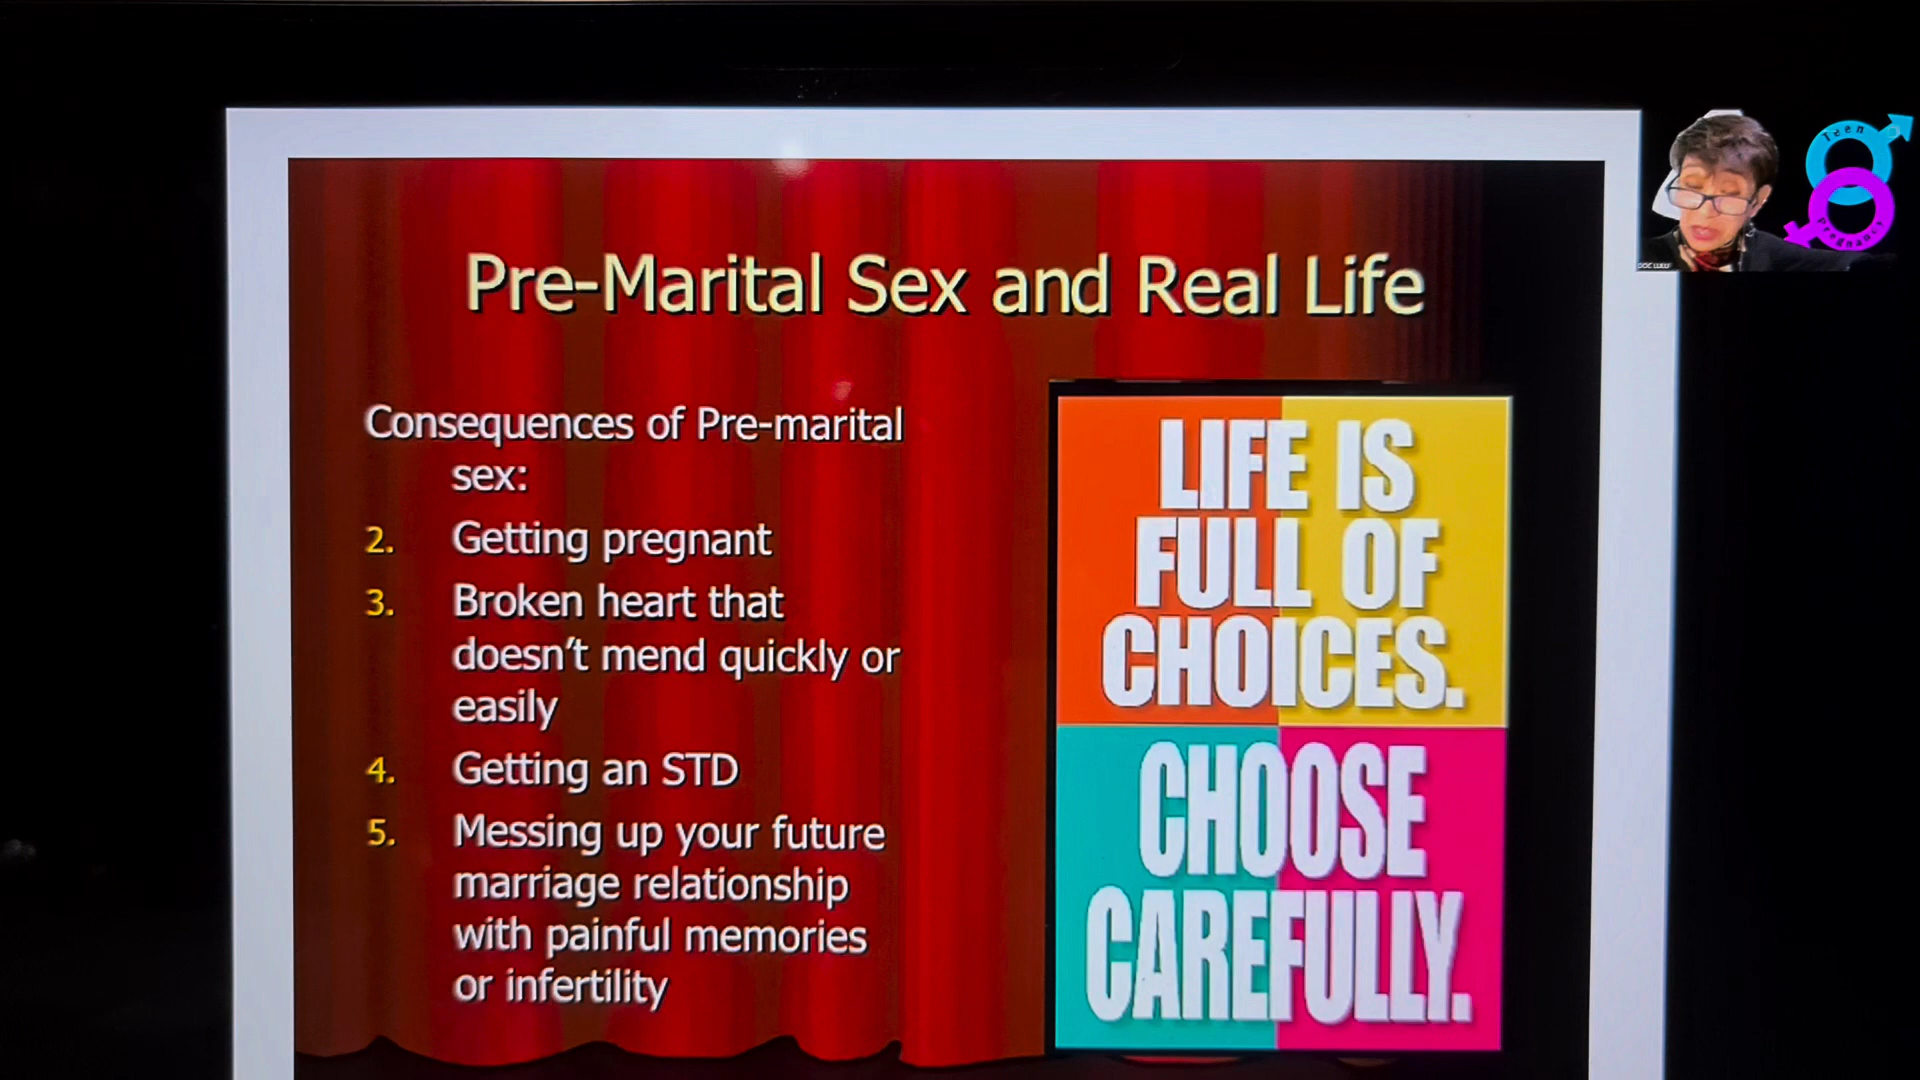 Pre-Marital Sex and Real Life
Consequences of Pre-marital
sex:
2. Getting pregnant
3. Broken heart that
doesn't mend quickly or
easily
4. Getting an STD
5. Messing up your future
marriage relationship
with painful memories
or infertility
LIFE IS
FULL OF
CHOICES.
CHOOSE
CAREFULLY.
Teen
Pregnancy